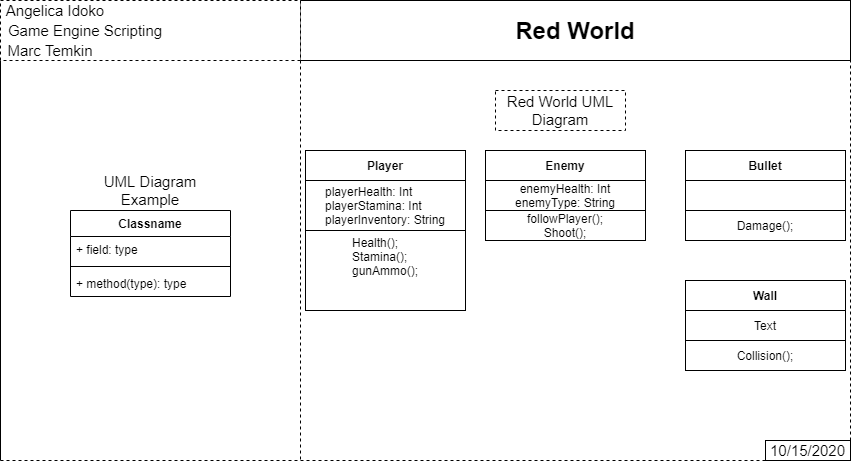 Angelica Idoko
Game Engine Scripting
Marc Temkin
Red World
Red World UML
Diagram
UML Diagram
Example
Classname
+ field: type
+ method(type): type
Player
playerHealth: Int
playerStamina: Int
playerInventory: String
Health();
Stamina();
gunAmmo();
Enemy
enemyHealth: Int
enemyType: String
followPlayer();
Shoot();
Bullet
Damage();
Wall
Text
Collision();
10/15/2020